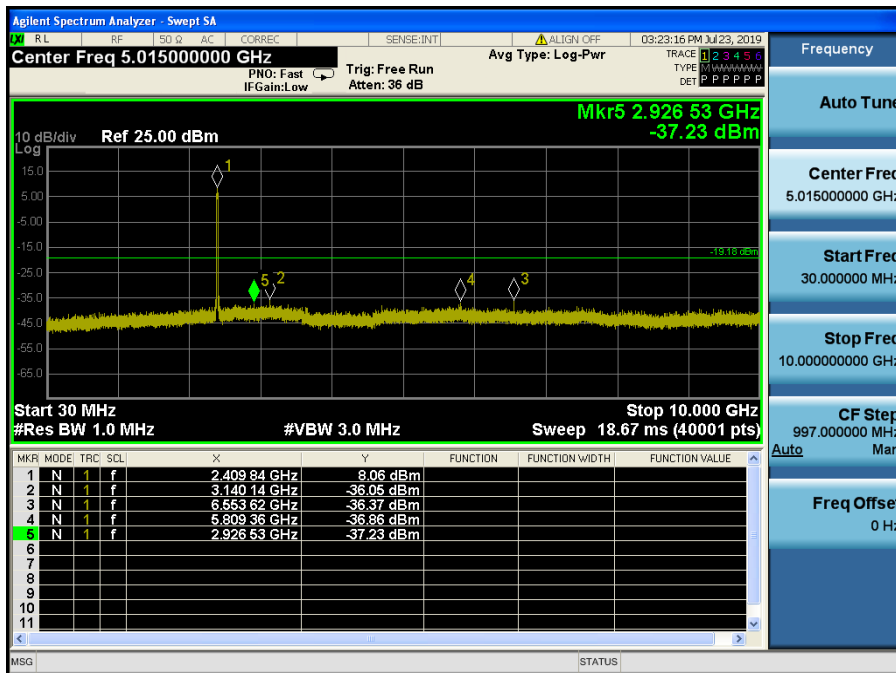 Agilent Spectrum Analyzer - Swept SA
LXI RL RF 50 Ω AC CORREC SENSE:INT ALIGN OFF 03:23:16 PM Jul 23, 2019
Center Freq 5.015000000 GHz
PNO: Fast
IFGain:Low
Trig: Free Run
Atten: 36 dB
Avg Type: Log-Pwr
TRACE 1 2 3 4 5 6
TYPE M W W W W W
DET P P P P P P
Mkr5 2.926 53 GHz
-37.23 dBm
10 dB/div Ref 25.00 dBm
Log
15.0
5.00
-5.00
-15.0
-25.0
-35.0
-45.0
-55.0
-65.0
1
5
2
4
3
-19.18 dBm
Start 30 MHz Stop 10.000 GHz
#Res BW 1.0 MHz #VBW 3.0 MHz Sweep 18.67 ms (40001 pts)
MKR MODE TRC SCL X Y FUNCTION FUNCTION WIDTH FUNCTION VALUE
1 N 1 f 2.409 84 GHz 8.06 dBm
2 N 1 f 3.140 14 GHz -36.05 dBm
3 N 1 f 6.553 62 GHz -36.37 dBm
4 N 1 f 5.809 36 GHz -36.86 dBm
5 N 1 f 2.926 53 GHz -37.23 dBm
6
7
8
9
10
11
MSG STATUS
Frequency
Auto Tune
Center Freq
5.015000000 GHz
Start Freq
30.000000 MHz
Stop Freq
10.000000000 GHz
CF Step
997.000000 MHz
Auto Man
Freq Offset
0 Hz